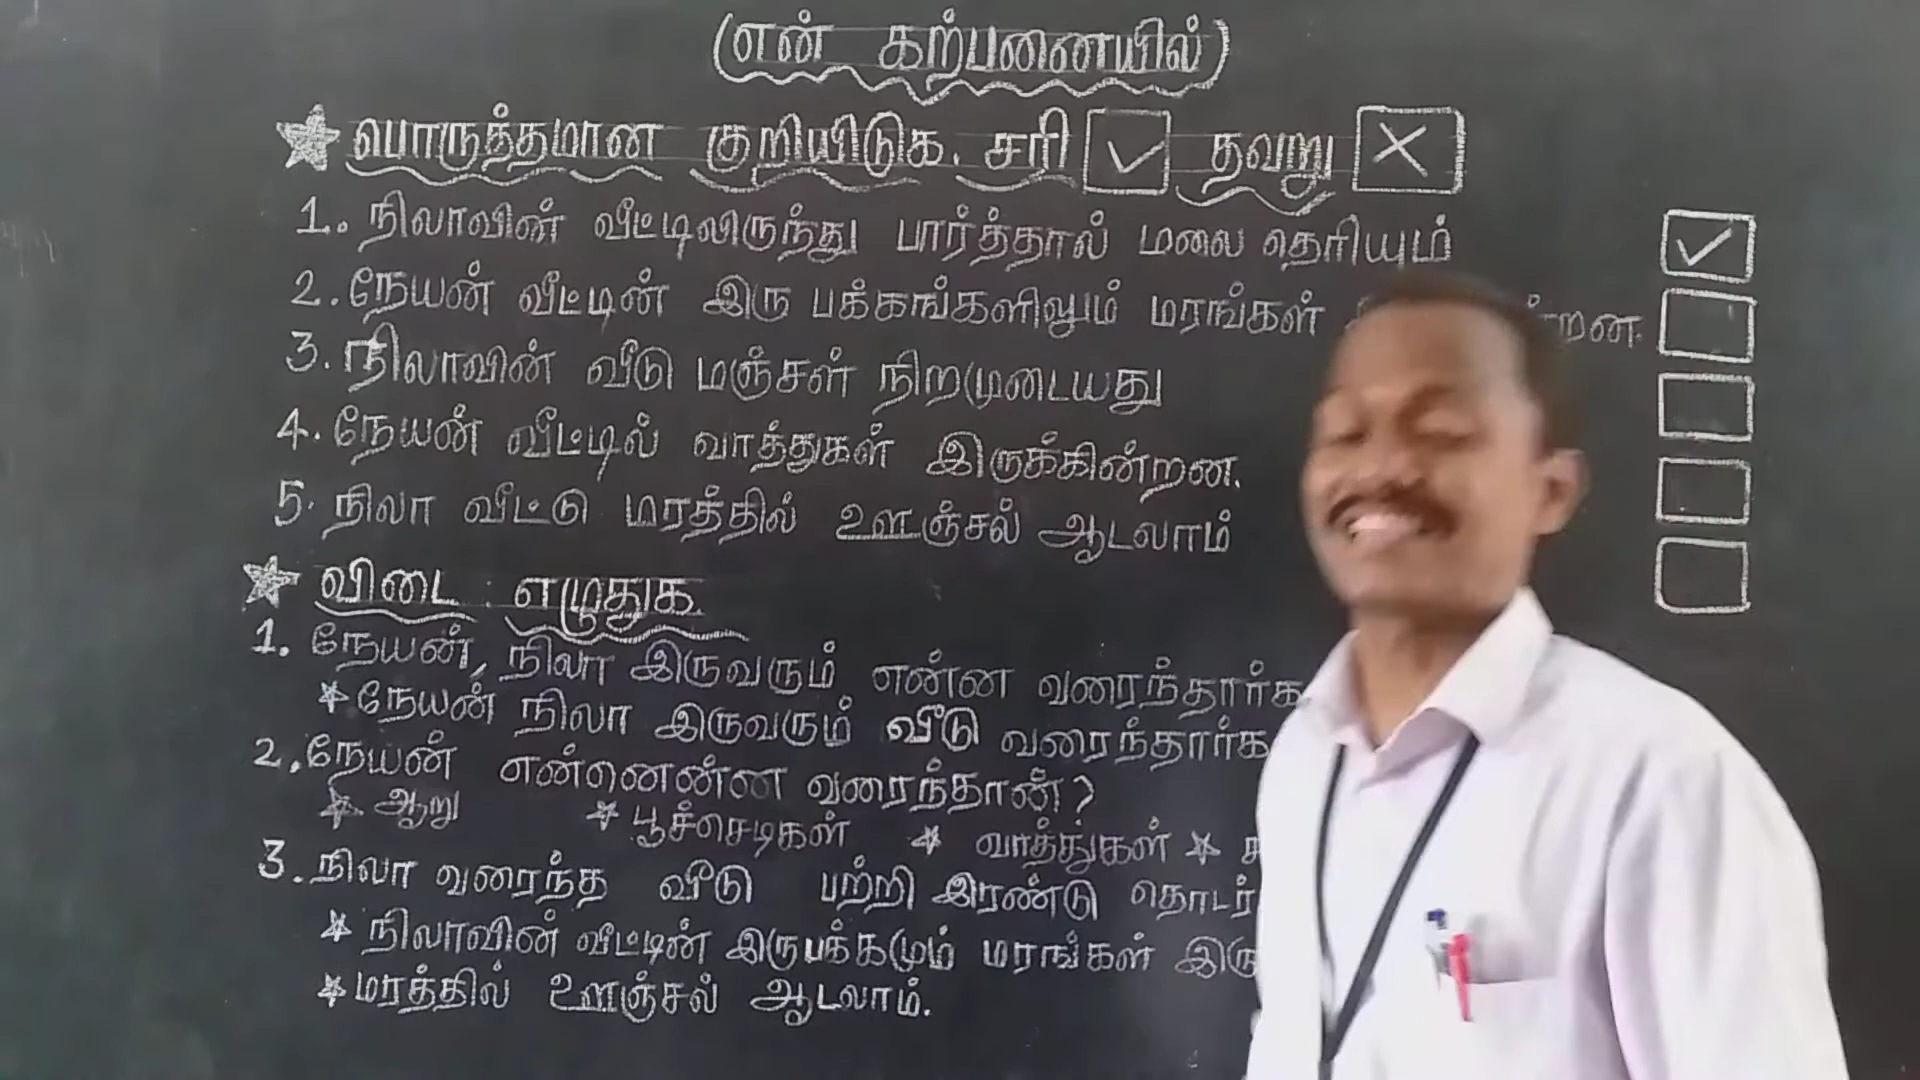 (என் கற்பனையில்)
பொருத்தமான குறியிடுக. சரி ✓ தவறு ✗
1. நிலாவின் வீட்டிலிருந்து பார்த்தால் மலை தெரியும் ✓
2. நேயன் வீட்டின் இரு பக்கங்களிலும் மரங்கள்
3. நிலாவின் வீடு மஞ்சள் நிறமுடையது
4. நேயன் வீட்டில் வாத்துகள் இருக்கின்றன.
5. நிலா வீட்டு மரத்தில் ஊஞ்சல் ஆடலாம்
விடை எழுதுக.
1. நேயன், நிலா இருவரும் என்ன
* நேயன் நிலா இருவரும் வீடு
2. நேயன் என்னென்ன வரைந்தான்?
* ஆறு * பூச்செடிகள் * வாத்துகள் *
3. நிலா வரைந்த வீடு பற்றி இரண்டு
* நிலாவின் வீட்டின் இருபக்கமும் மரங்கள்
* மரத்தில் ஊஞ்சல் ஆடலாம்.